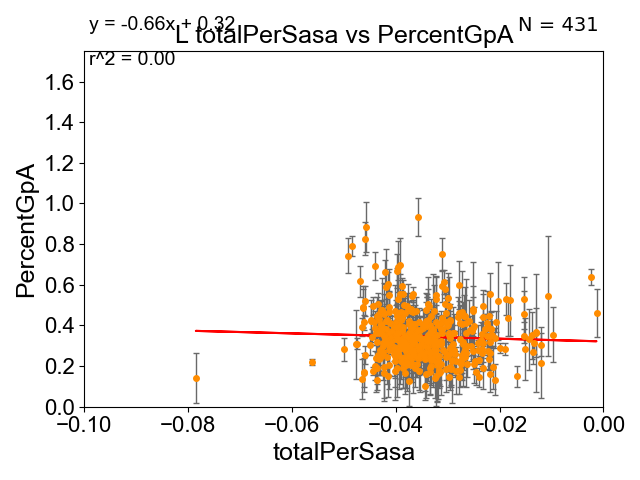 y = -0.66x + 0.32
N = 431
L totalPerSasa vs PercentGpA
r^2 = 0.00
PercentGpA
1.6
1.4
1.2
1.0
0.8
0.6
0.4
0.2
0.0
−0.10 −0.08 −0.06 −0.04 −0.02 0.00
totalPerSasa